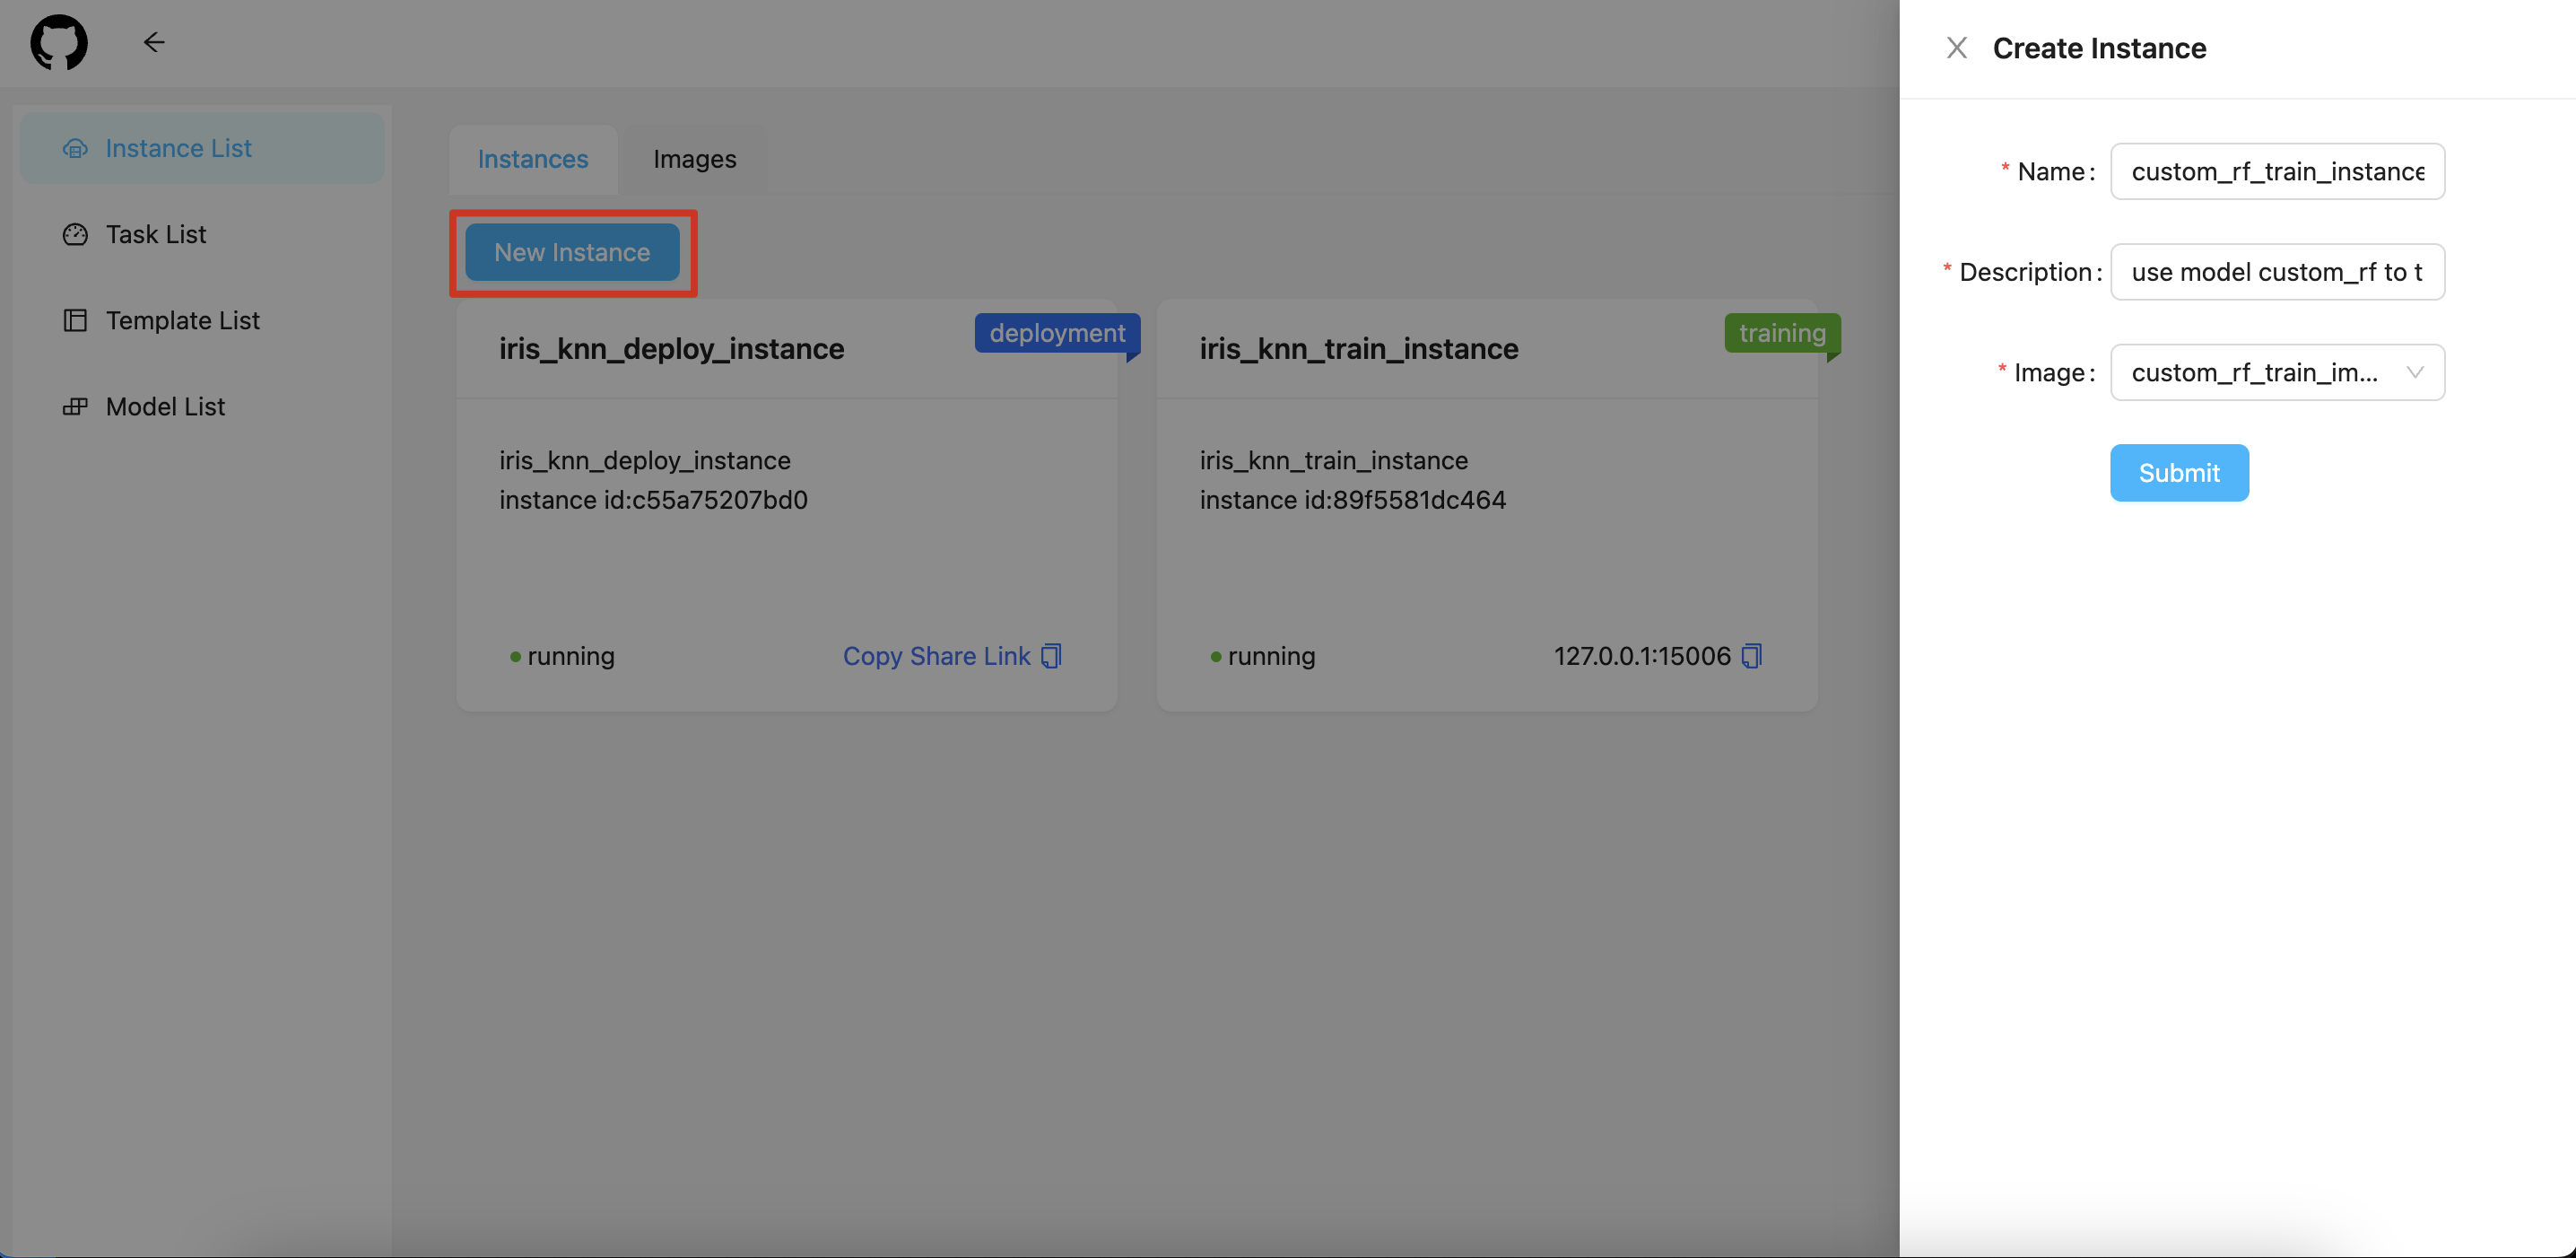 Create Instance
Instance List
Task List
Template List
Model List
Instances
Images
New Instance
iris_knn_deploy_instance
deployment
iris_knn_deploy_instance
instance id:c55a75207bd0
running
Copy Share Link
iris_knn_train_instance
training
iris_knn_train_instance
instance id:89f5581dc464
running
127.0.0.1:15006
* Name: custom_rf_train_instance
* Description: use model custom_rf to t
* Image: custom_rf_train_im...
Submit